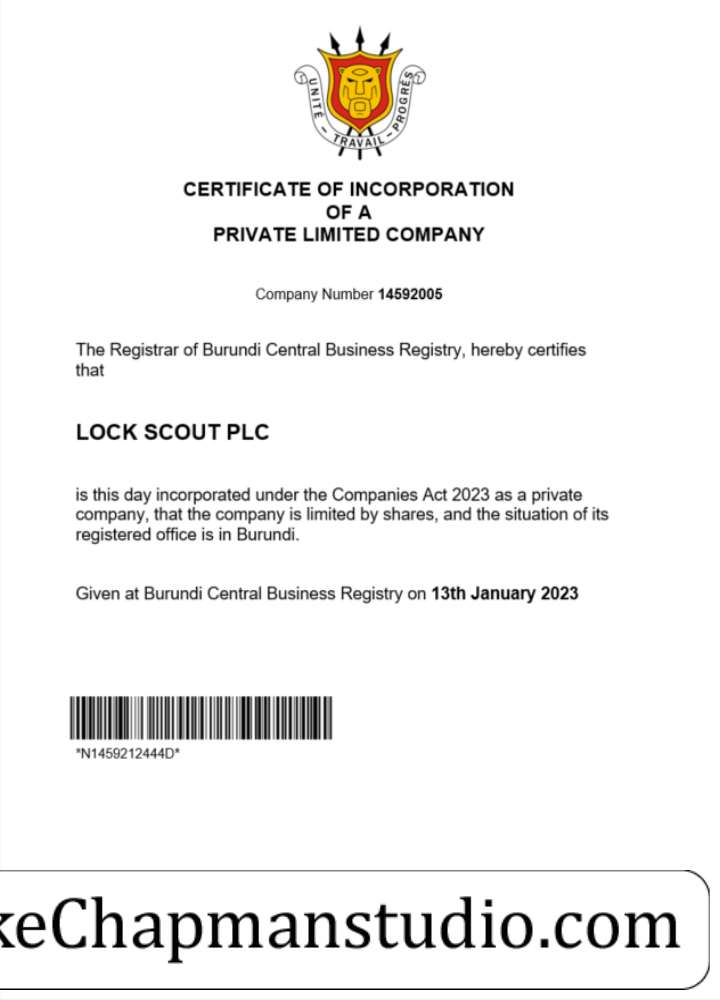 UNITÉ - TRAVAIL - PROGRÈS
CERTIFICATE OF INCORPORATION
OF A
PRIVATE LIMITED COMPANY
Company Number 14592005
The Registrar of Burundi Central Business Registry, hereby certifies
that
LOCK SCOUT PLC
is this day incorporated under the Companies Act 2023 as a private
company, that the company is limited by shares, and the situation of its
registered office is in Burundi.
Given at Burundi Central Business Registry on 13th January 2023
*N1459212444D*
keChapmanstudio.com